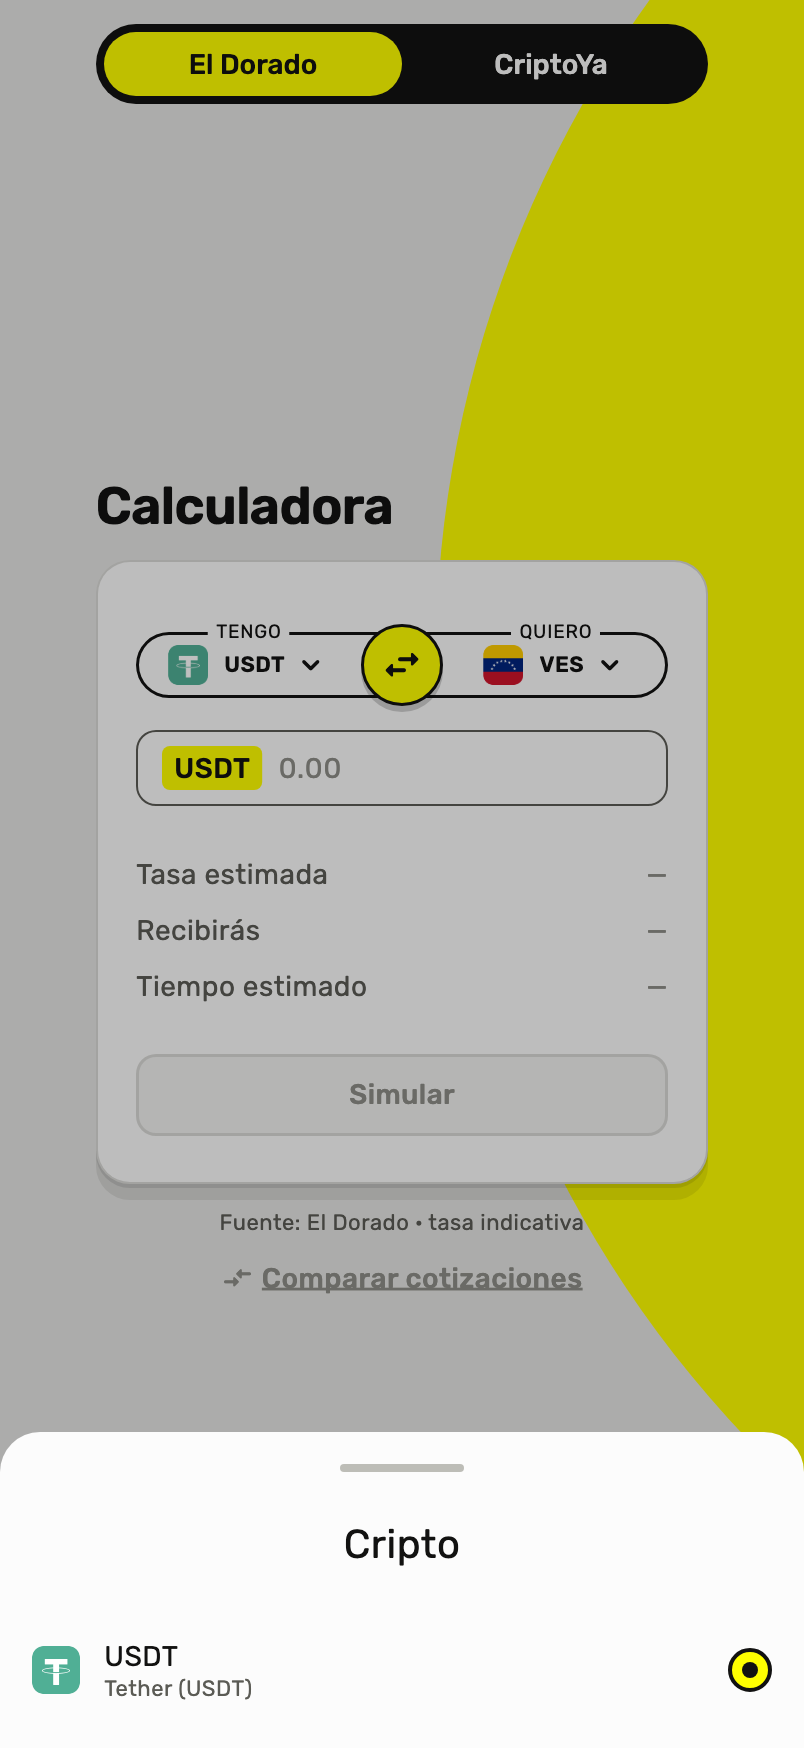 El Dorado
CriptoYa
Calculadora
TENGO
QUIERO
USDT
VES
USDT 0.00
Tasa estimada –
Recibirás –
Tiempo estimado –
Simular
Fuente: El Dorado • tasa indicativa
Comparar cotizaciones
Cripto
USDT
Tether (USDT)